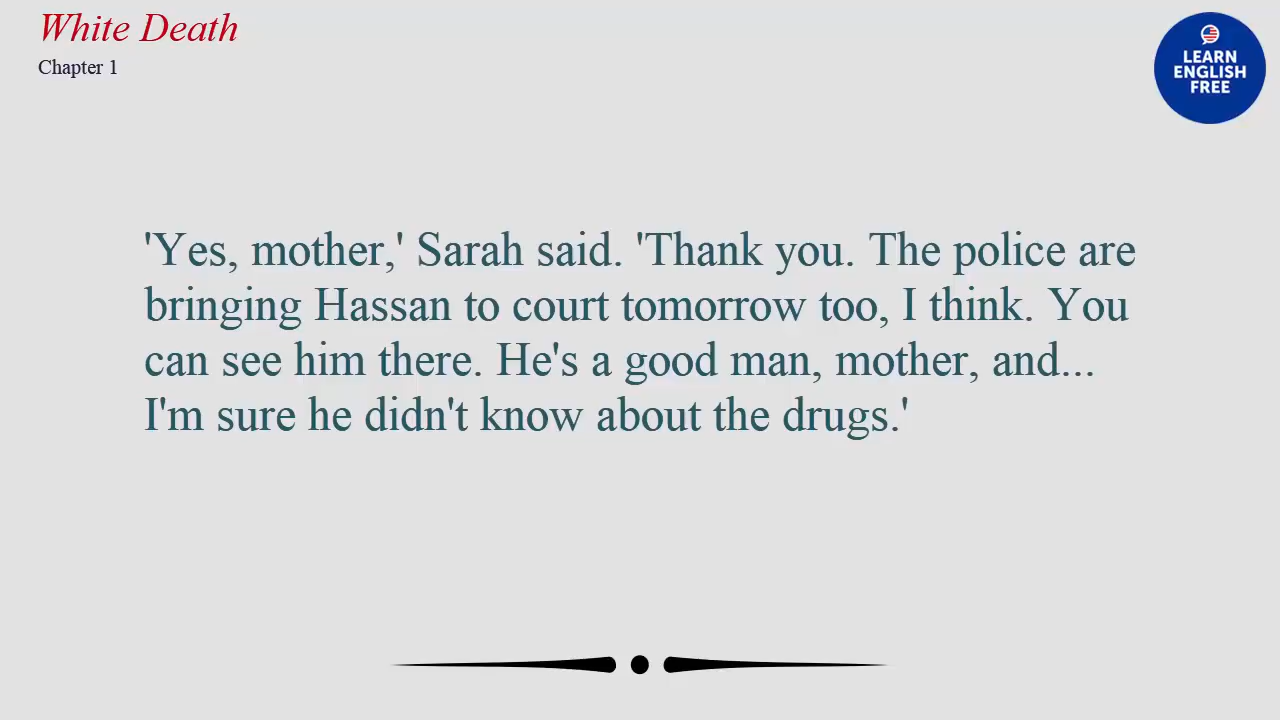 White Death
Chapter 1
LEARN
ENGLISH
FREE
'Yes, mother,' Sarah said. 'Thank you. The police are
bringing Hassan to court tomorrow too, I think. You
can see him there. He's a good man, mother, and...
I'm sure he didn't know about the drugs.'